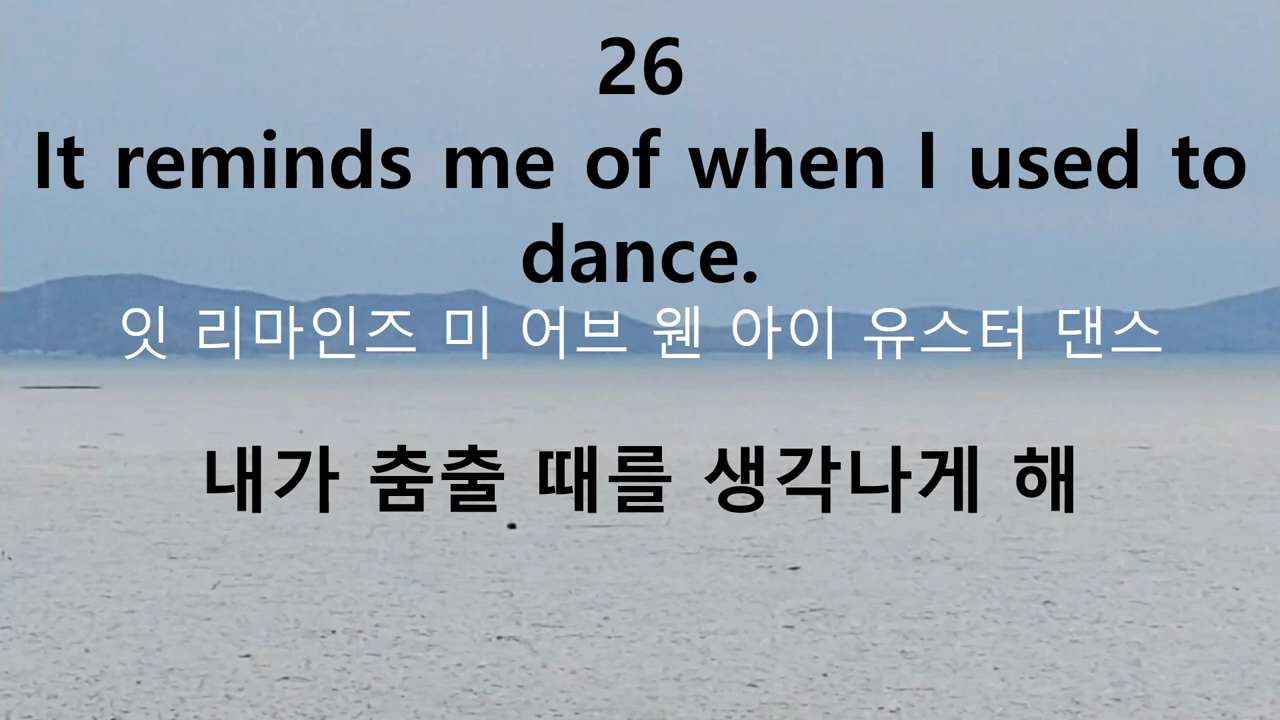 26
It reminds me of when I used to
dance.
잇 리마인즈 미 어브 웬 아이 유스터 댄스
내가 춤출 때를 생각나게 해